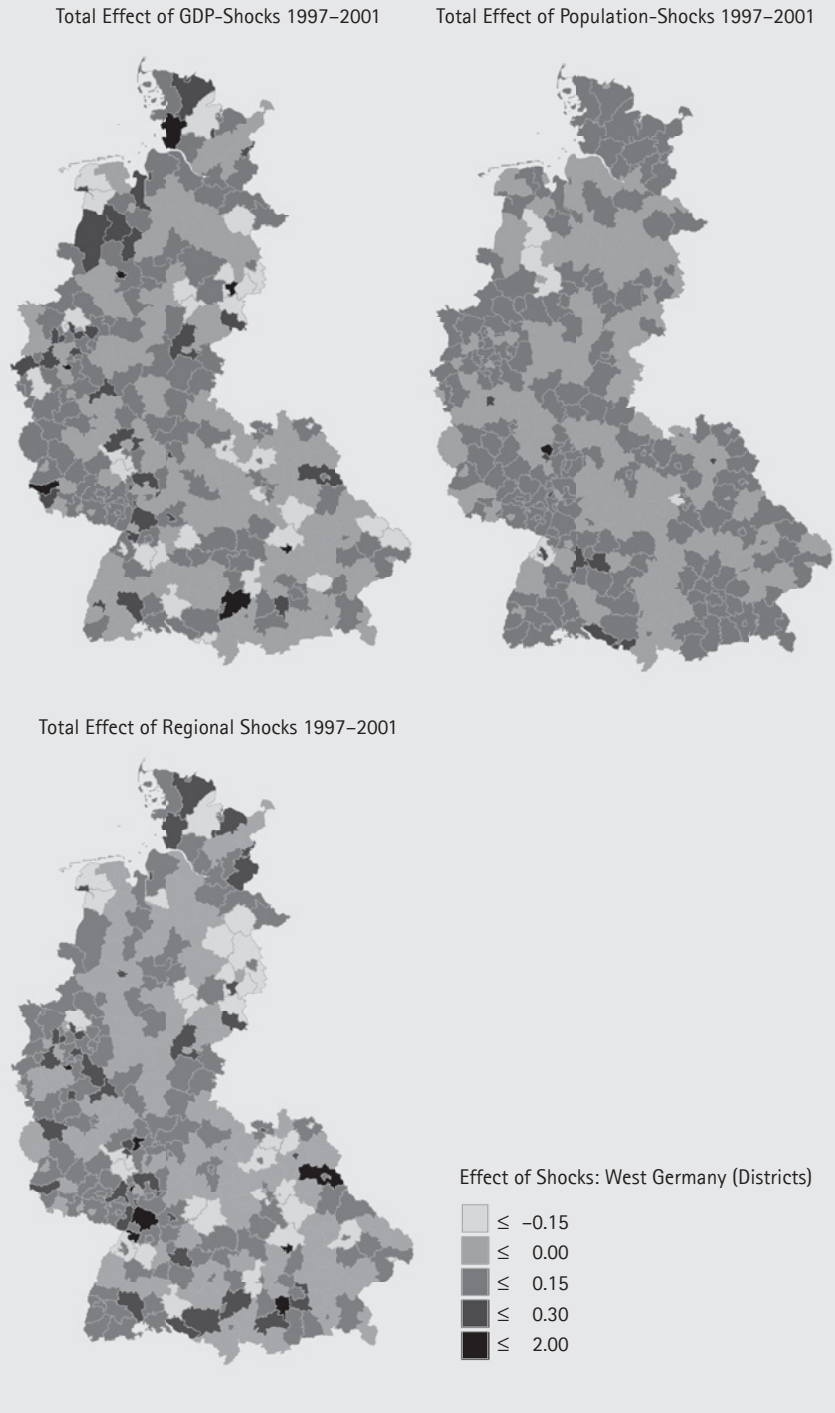 Total Effect of GDP-Shocks 1997–2001
Total Effect of Population-Shocks 1997–2001
Total Effect of Regional Shocks 1997–2001
Effect of Shocks: West Germany (Districts)
≤ −0.15
≤ 0.00
≤ 0.15
≤ 0.30
≤ 2.00